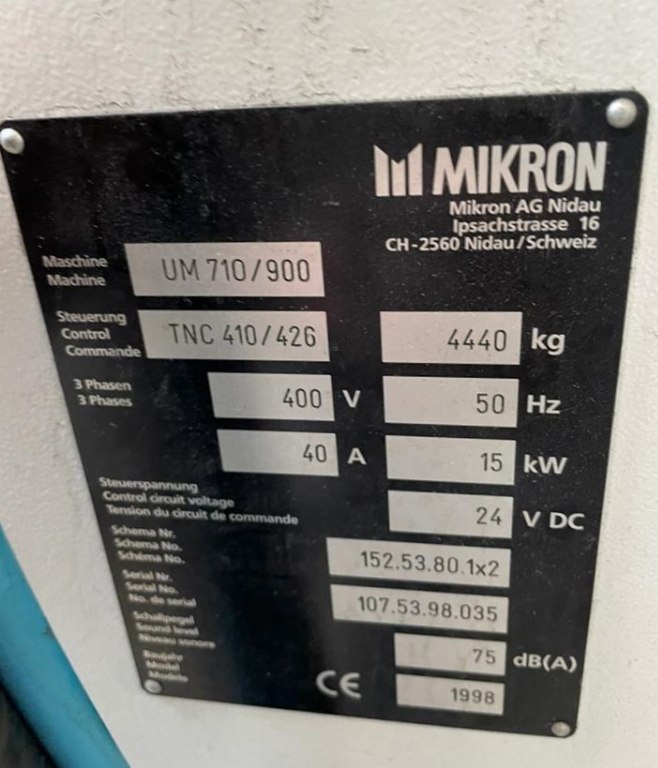 MIKRON
Mikron AG Nidau
Ipsachstrasse 16
CH-2560 Nidau/Schweiz
Maschine
Machine
UM 710/900
Steuerung
Control
Commande
TNC 410/426
4440 kg
3 Phasen
3 Phases
400 V
50 Hz
40 A
15 kW
Steuerspannung
Control circuit voltage
Tension du circuit de commande
24 V DC
Schema Nr.
Schema No.
Schéma No.
152.53.80.1x2
Serial Nr.
Serial No.
No. de serial
107.53.98.035
Schallpegel
Sound level
Niveau sonore
75 dB(A)
Baujahr
Model
Modele
CE
1998